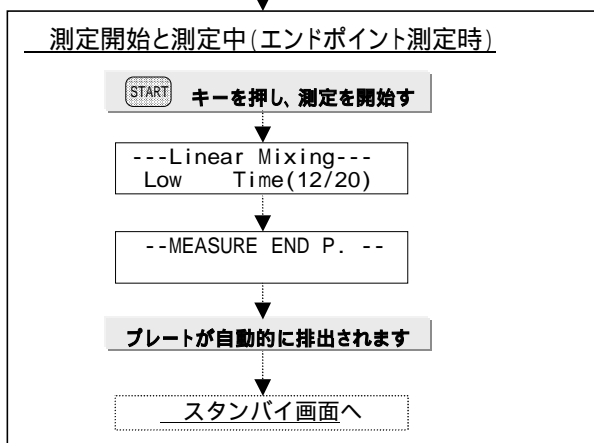 測定開始と測定中(エンドポイント測定時)
START キーを押し、測定を開始す
---Linear Mixing---
Low Time(12/20)
--MEASURE END P. --
プレートが自動的に排出されます
スタンバイ画面へ